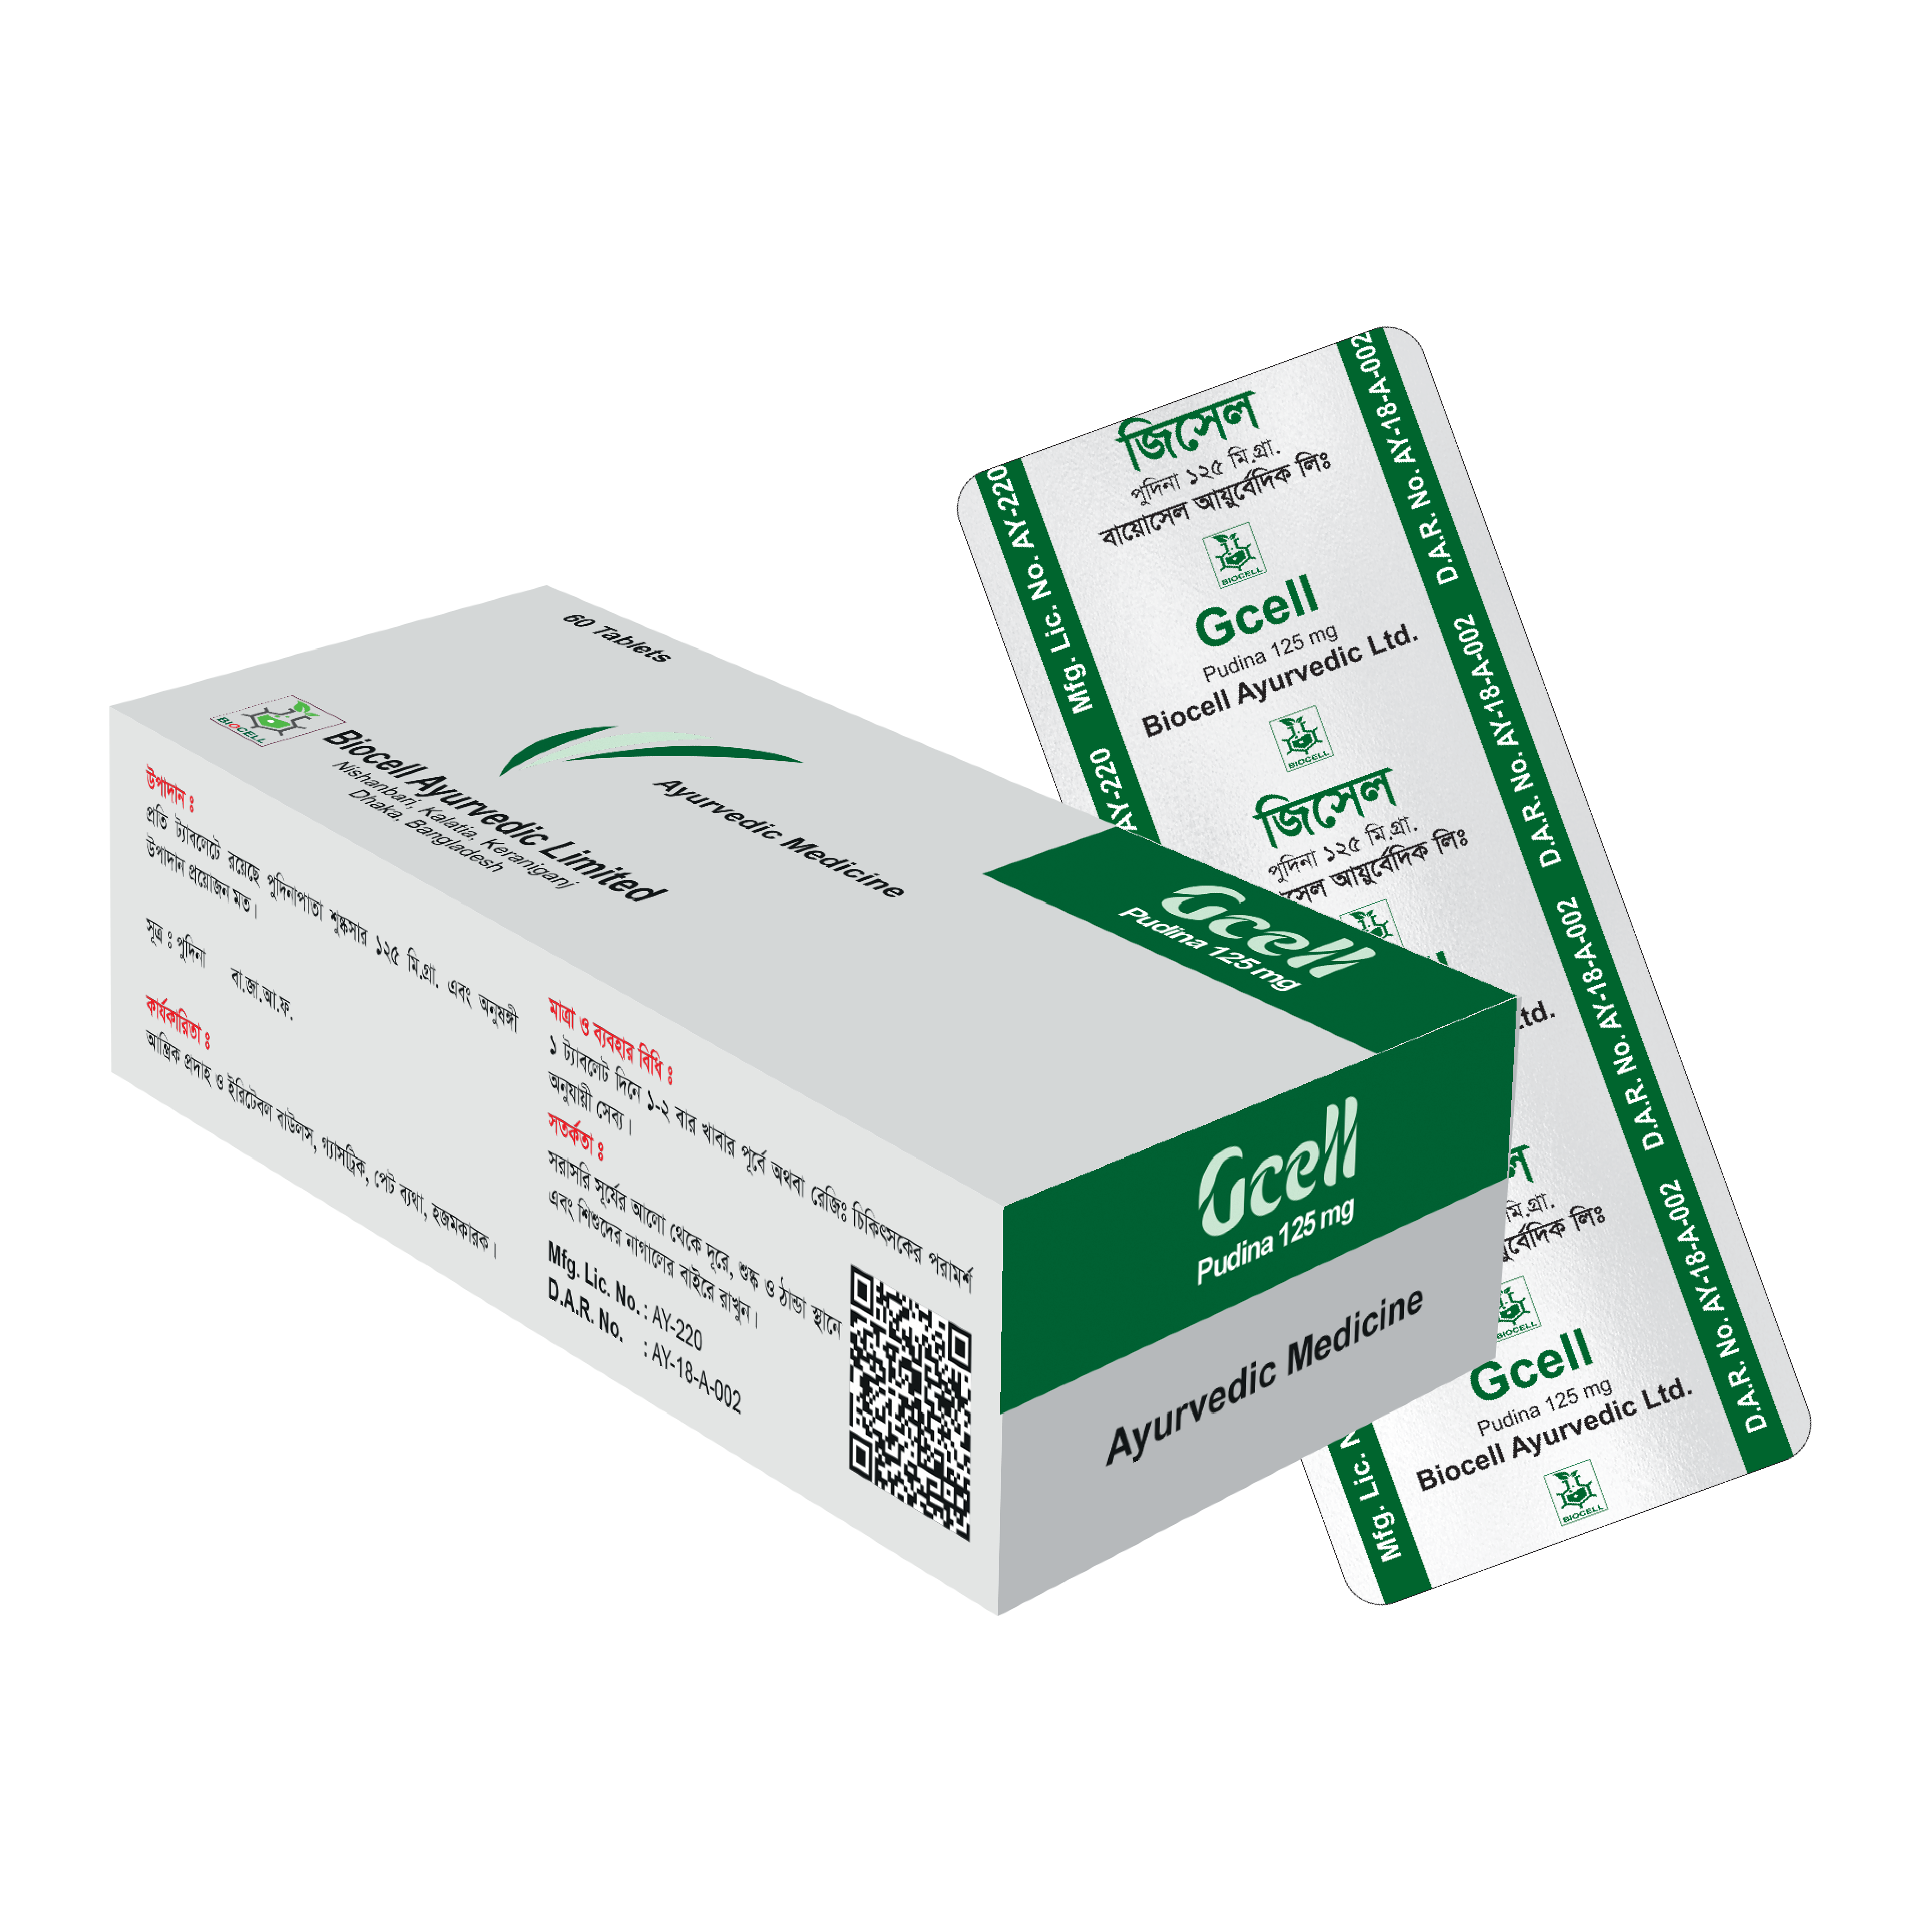 60 Tablets
BIOCELL
Biocell Ayurvedic Limited
Nishanbari, Kalatia, Keraniganj
Dhaka, Bangladesh
Ayurvedic Medicine
Gcell
Pudina 125 mg
উপাদান ঃ
প্রতি ট্যাবলেটে রয়েছে পুদিনাপাতা শুষ্কসার ১২৫ মি.গ্রা. এবং অনুষঙ্গী
উপাদান প্রয়োজন মত।
সূত্র ঃ পুদিনা বা.জা.আ.ফ.
কার্যকারিতা ঃ
আন্ত্রিক প্রদাহ ও ইরিটেবল বাউলস, গ্যাসট্রিক, পেট ব্যথা, হজমকারক।
মাত্রা ও ব্যবহার বিধি ঃ
১ ট্যাবলেট দিনে ১-২ বার খাবার পূর্বে অথবা রেজিঃ চিকিৎসকের পরামর্শ
অনুযায়ী সেব্য।
সতর্কতা ঃ
সরাসরি সূর্যের আলো থেকে দূরে, শুষ্ক ও ঠান্ডা স্থানে
এবং শিশুদের নাগালের বাইরে রাখুন।
Mfg. Lic. No. : AY-220
D.A.R. No. : AY-18-A-002
Gcell
Pudina 125 mg
Ayurvedic Medicine
জিসেল
পুদিনা ১২৫ মি.গ্রা.
বায়োসেল আয়ুর্বেদিক লিঃ
BIOCELL
Gcell
Pudina 125 mg
Biocell Ayurvedic Ltd.
BIOCELL
জিসেল
পুদিনা ১২৫ মি.গ্রা.
সেল আয়ুর্বেদিক লিঃ
td.
ল
মি.গ্রা.
র্বেদিক লিঃ
BIOCELL
Gcell
Pudina 125 mg
Biocell Ayurvedic Ltd.
BIOCELL
Mfg. Lic. No. AY-220
AY-220
Mfg. Lic. N
D.A.R. No. AY-18-A-002
D.A.R. No. AY-18-A-002
D.A.R. No. AY-18-A-002
D.A.R. No. AY-18-A-002